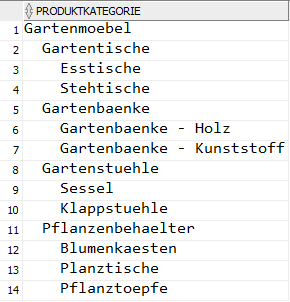 PRODUKTKATEGORIE
1 Gartenmoebel
2 Gartentische
3 Esstische
4 Stehtische
5 Gartenbaenke
6 Gartenbaenke - Holz
7 Gartenbaenke - Kunststoff
8 Gartenstuehle
9 Sessel
10 Klappstuehle
11 Pflanzenbehaelter
12 Blumenkaesten
13 Planztische
14 Pflanztoepfe